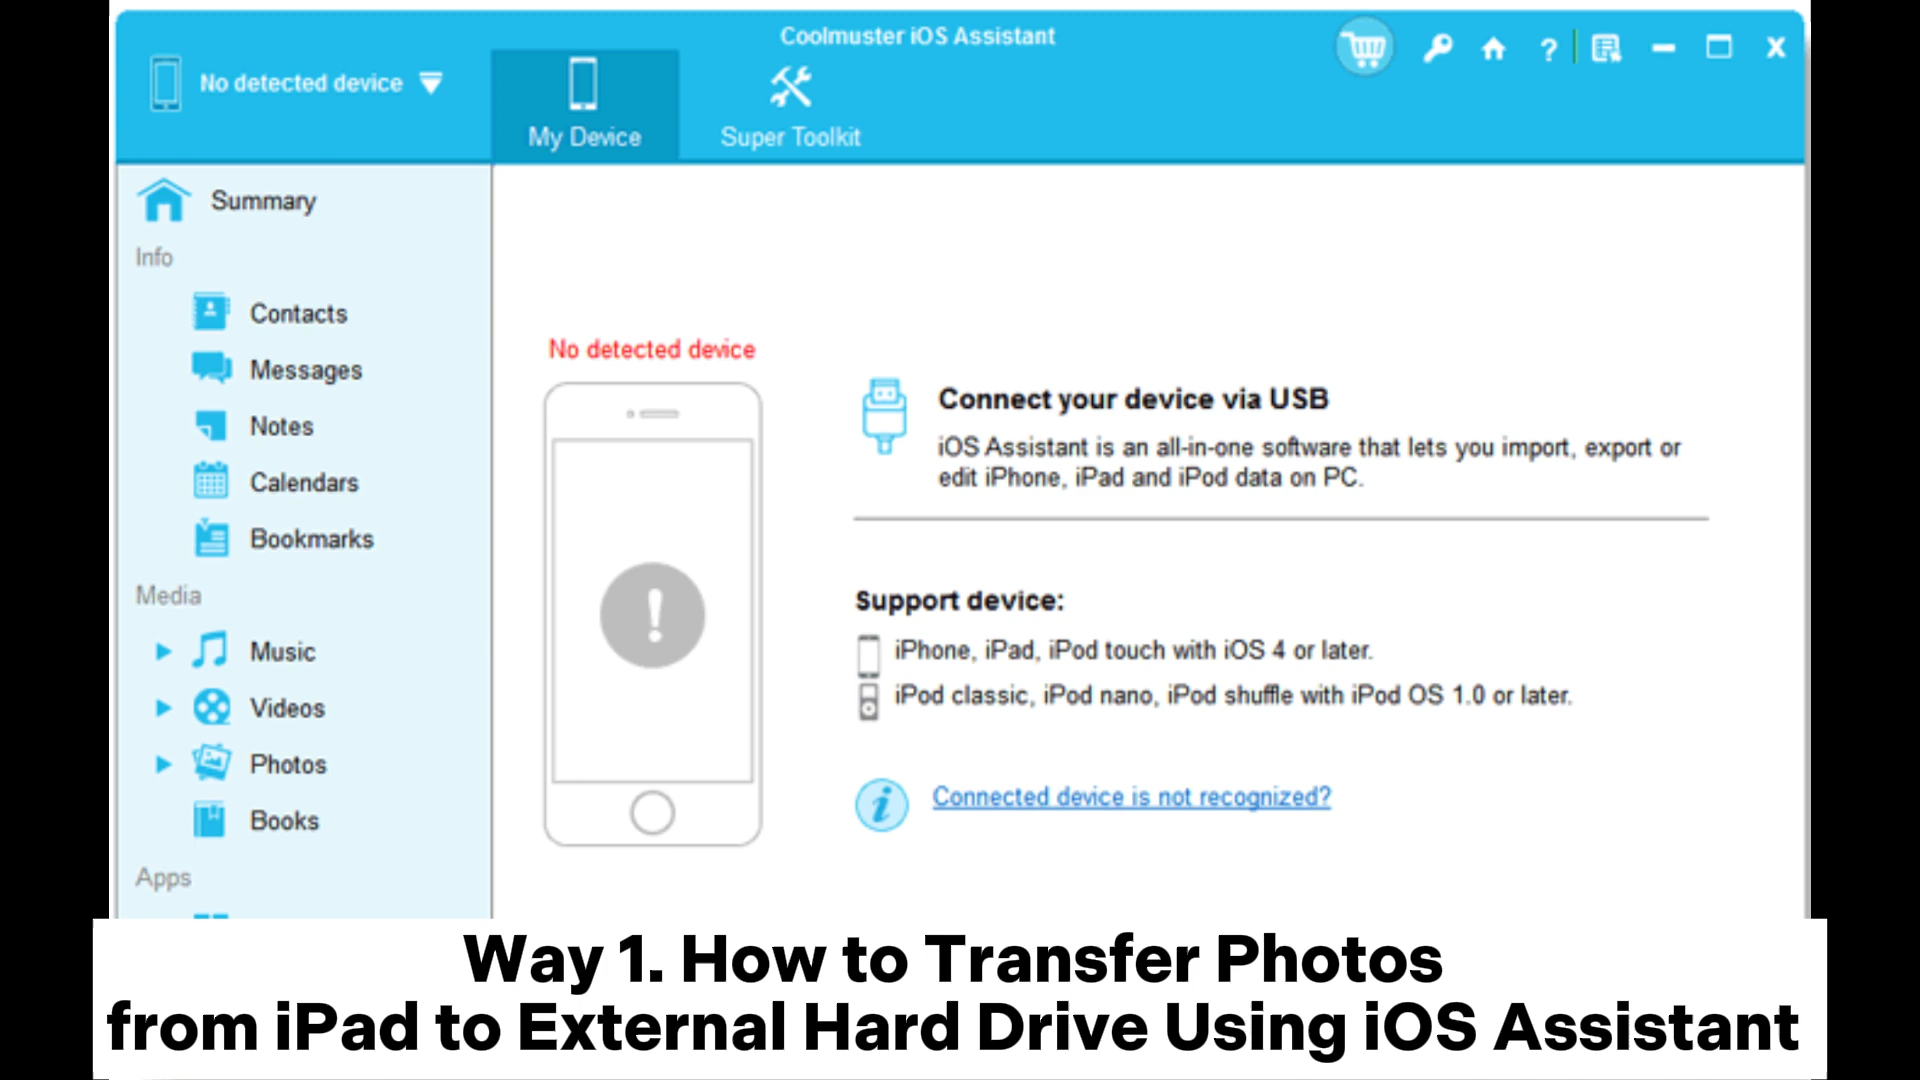 Coolmuster iOS Assistant
No detected device
My Device
Super Toolkit
?
Summary
Info
Contacts
Messages
Notes
Calendars
Bookmarks
Media
Music
Videos
Photos
Books
Apps
No detected device
Connect your device via USB
iOS Assistant is an all-in-one software that lets you import, export or
edit iPhone, iPad and iPod data on PC.
Support device:
iPhone, iPad, iPod touch with iOS 4 or later.
iPod classic, iPod nano, iPod shuffle with iPod OS 1.0 or later.
Connected device is not recognized?
Way 1. How to Transfer Photos
from iPad to External Hard Drive Using iOS Assistant